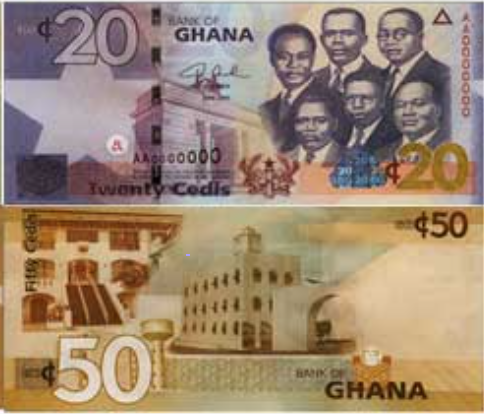 ¢20
BANK OF
GHANA
AA0000000
AA0000000
Twenty Cedis
¢20
Fifty Cedis
¢50
¢50
BANK OF
GHANA